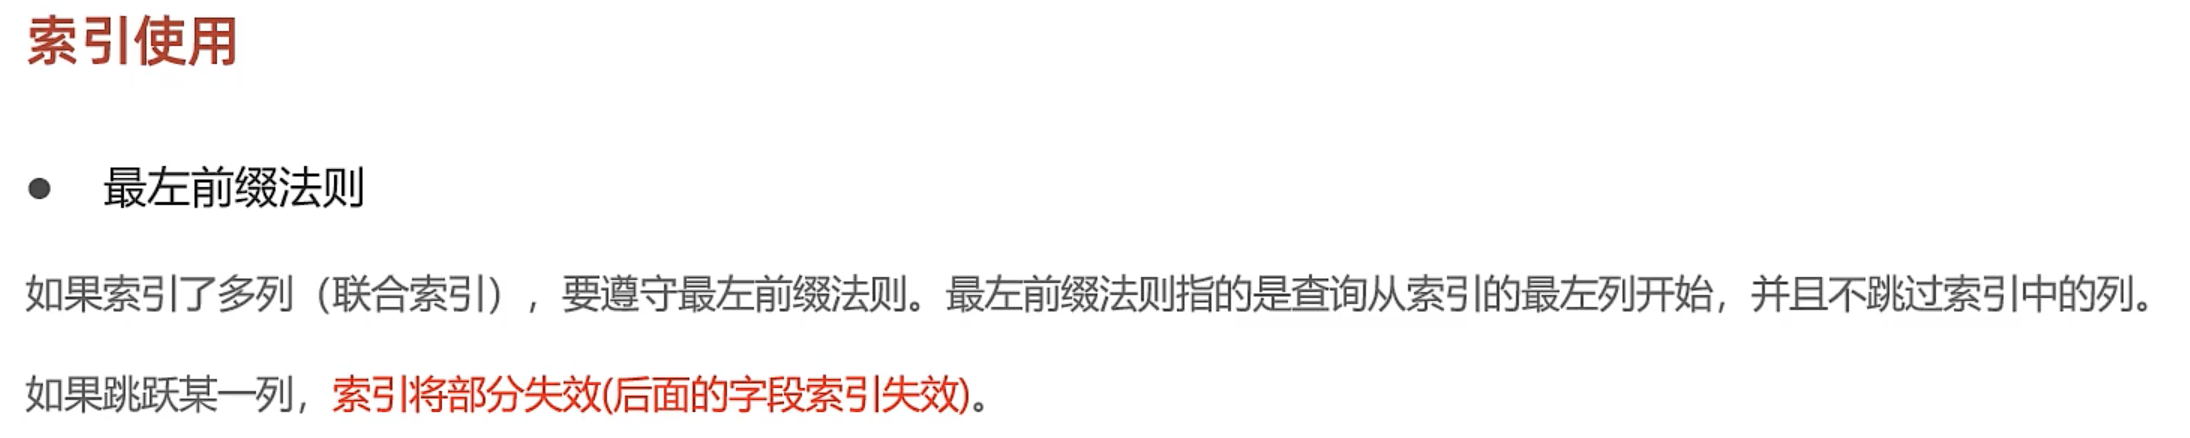 索引使用
● 最左前缀法则
如果索引了多列（联合索引），要遵守最左前缀法则。最左前缀法则指的是查询从索引的最左列开始，并且不跳过索引中的列。
如果跳跃某一列，索引将部分失效(后面的字段索引失效)。